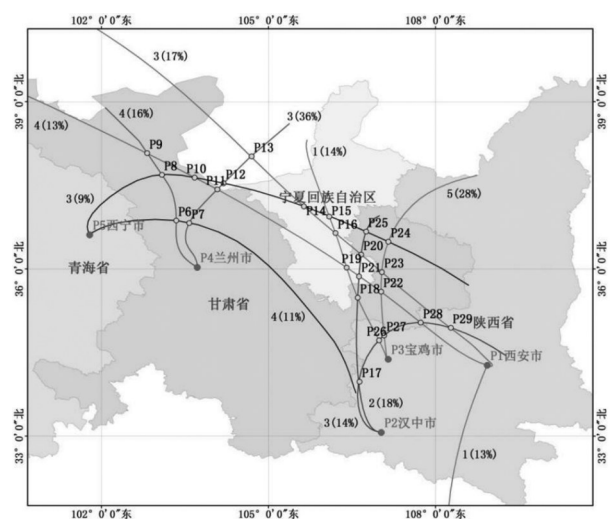 102° 0′0″东
105° 0′0″东
108° 0′0″东
3(17%)
39° 0′0″北
39° 0′0″北
4(16%)
3(36%)
4(13%)
P13
1(14%)
P9
P8
P10
P12
5(28%)
P11
3(9%)
宁夏回族自治区
P14
P15
P6
P7
P16
P25
P24
P5西宁市
P20
P4兰州市
P19
P23
青海省
P21
36° 0′0″北
36° 0′0″北
P18
P22
甘肃省
4(11%)
P28
P29
陕西省
P26
P27
P3宝鸡市
P1西安市
P17
2(18%)
3(14%)
P2汉中市
33° 0′0″北
33° 0′0″北
1(13%)
102° 0′0″东
105° 0′0″东
108° 0′0″东